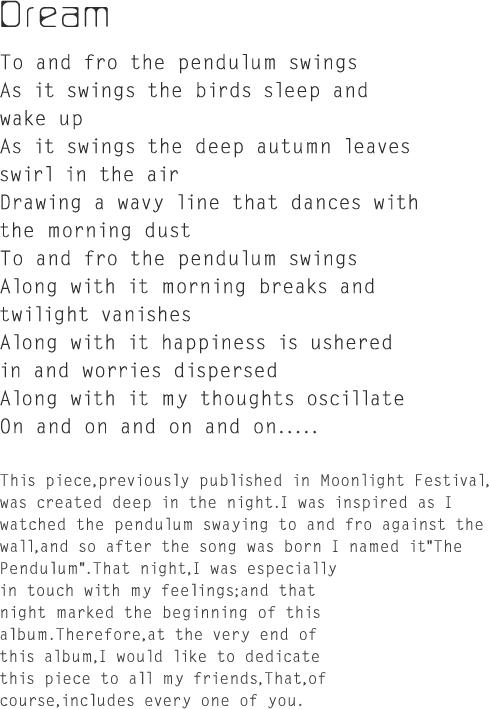 Dream
To and fro the pendulum swings
As it swings the birds sleep and
wake up
As it swings the deep autumn leaves
swirl in the air
Drawing a wavy line that dances with
the morning dust
To and fro the pendulum swings
Along with it morning breaks and
twilight vanishes
Along with it happiness is ushered
in and worries dispersed
Along with it my thoughts oscillate
On and on and on and on.....
This piece,previously published in Moonlight Festival,
was created deep in the night.I was inspired as I
watched the pendulum swaying to and fro against the
wall,and so after the song was born I named it"The
Pendulum".That night,I was especially
in touch with my feelings;and that
night marked the beginning of this
album.Therefore,at the very end of
this album,I would like to dedicate
this piece to all my friends,That,of
course,includes every one of you.